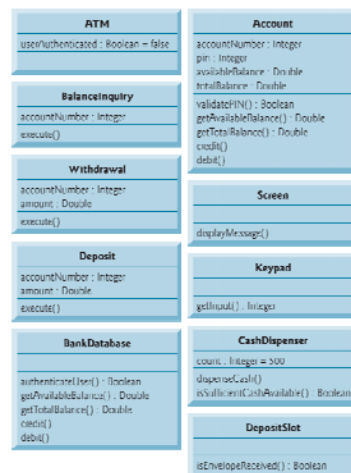 ATM
userAuthenticated : Boolean = false
BalanceInquiry
accountNumber : Integer
execute()
Withdrawal
accountNumber : Integer
amount : Double
execute()
Deposit
accountNumber : Integer
amount : Double
execute()
BankDatabase
authenticateUser() : Boolean
getAvailableBalance() : Double
getTotalBalance() : Double
credit()
debit()
Account
accountNumber : Integer
pin : Integer
availableBalance : Double
totalBalance : Double
validatePIN() : Boolean
getAvailableBalance() : Double
getTotalBalance() : Double
credit()
debit()
Screen
displayMessage()
Keypad
getInput() : Integer
CashDispenser
count : Integer = 500
dispenseCash()
isSufficientCashAvailable() : Boolean
DepositSlot
isEnvelopeReceived() : Boolean